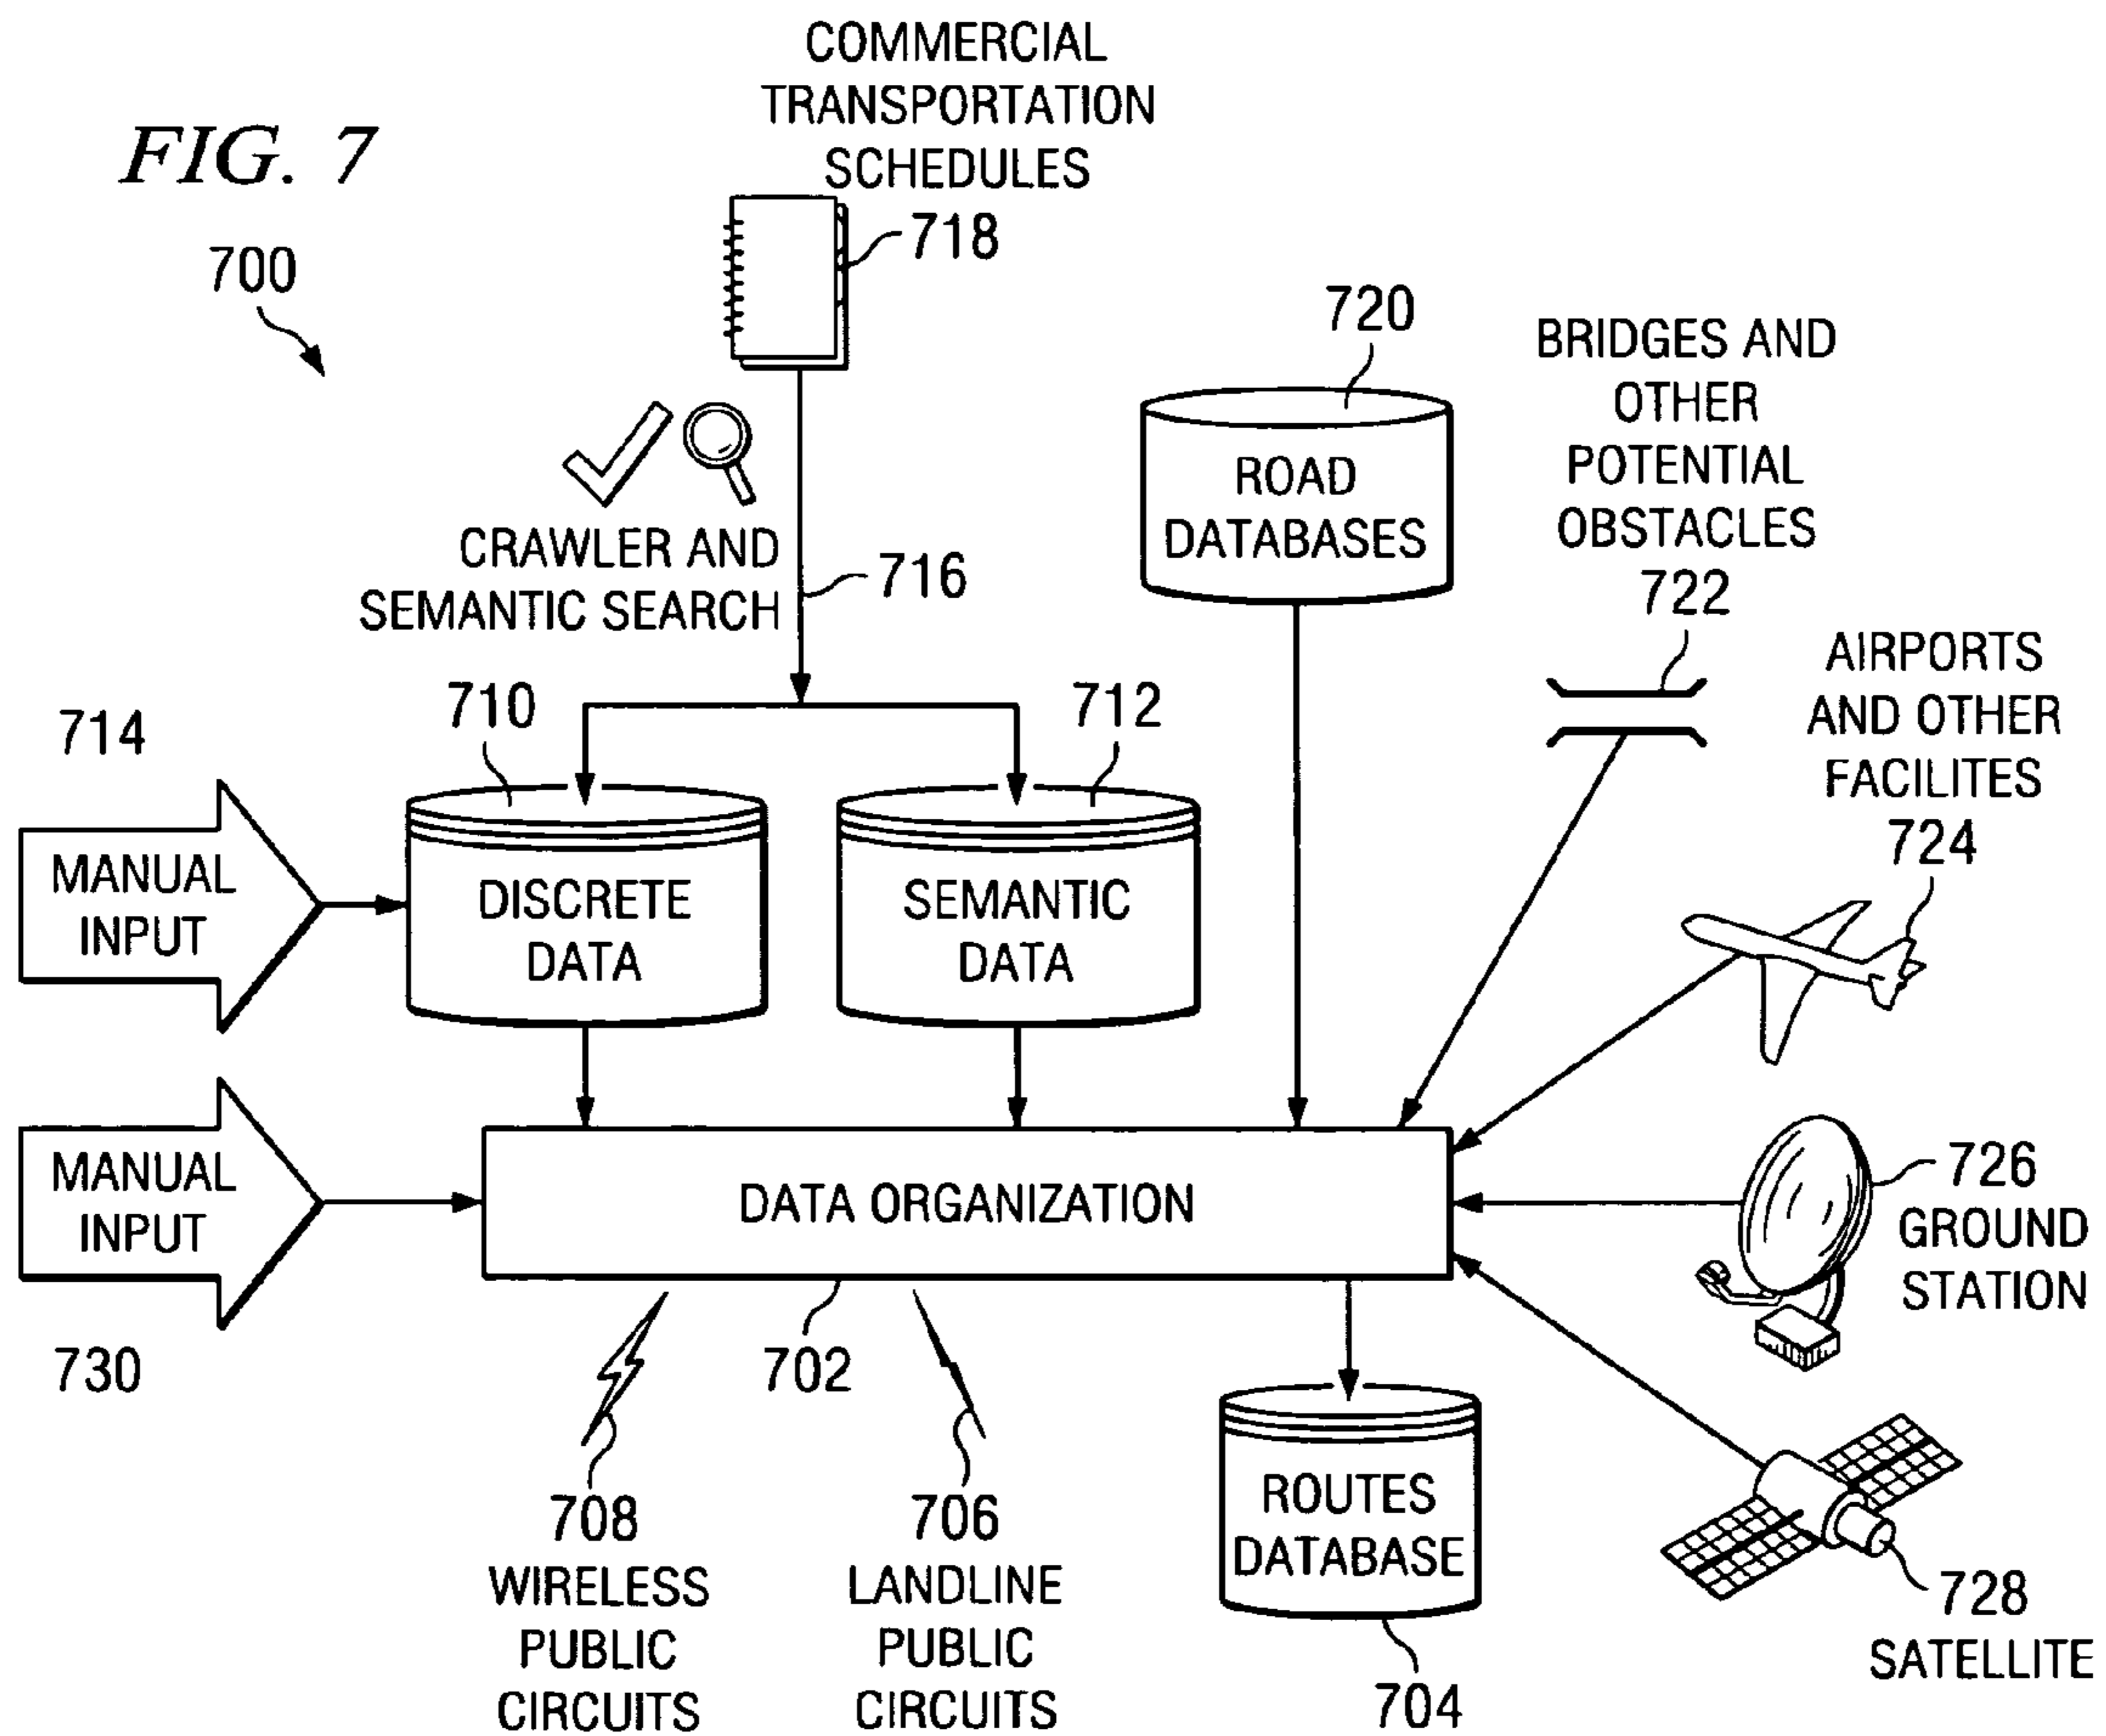 FIG. 7
700
COMMERCIAL
TRANSPORTATION
SCHEDULES
718
CRAWLER AND
SEMANTIC SEARCH
716
720
ROAD
DATABASES
BRIDGES AND
OTHER
POTENTIAL
OBSTACLES
722
AIRPORTS
AND OTHER
FACILITES
724
714
MANUAL
INPUT
710
DISCRETE
DATA
712
SEMANTIC
DATA
MANUAL
INPUT
730
DATA ORGANIZATION
702
726
GROUND
STATION
708
WIRELESS
PUBLIC
CIRCUITS
706
LANDLINE
PUBLIC
CIRCUITS
ROUTES
DATABASE
704
728
SATELLITE